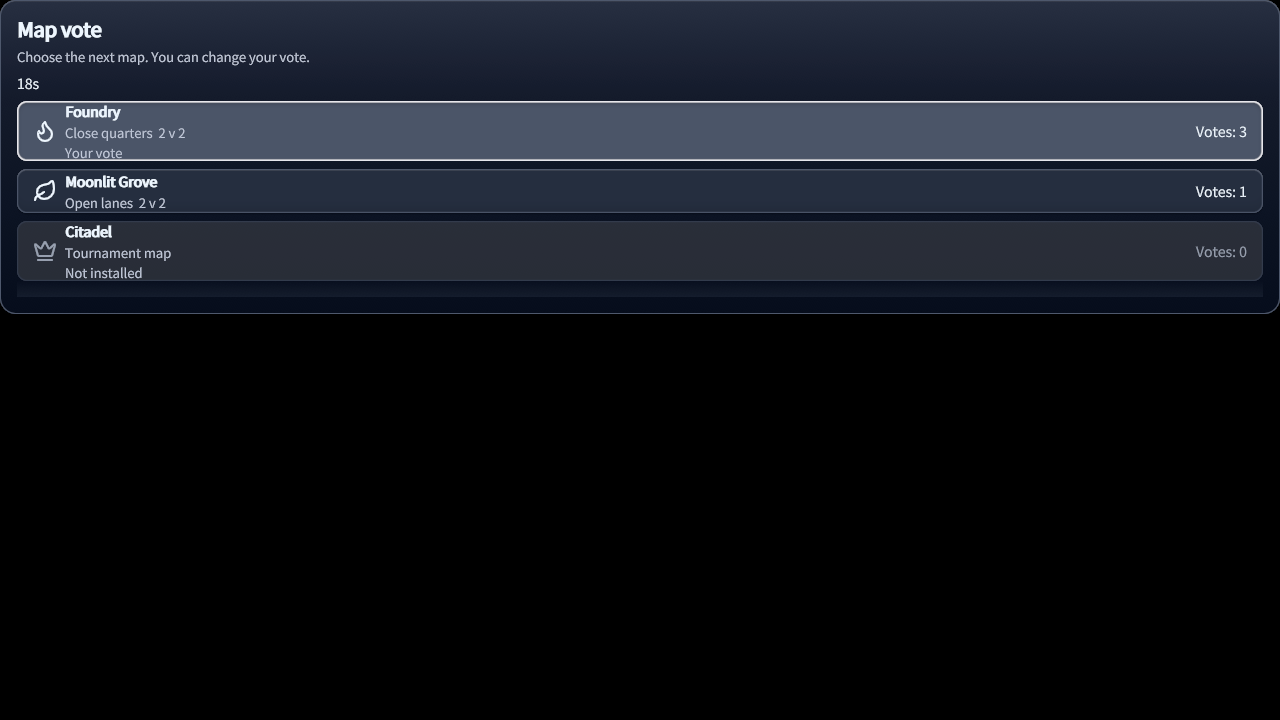 Map vote
Choose the next map. You can change your vote.
18s
Foundry
Close quarters 2 v 2
Your vote
Votes: 3
Moonlit Grove
Open lanes 2 v 2
Votes: 1
Citadel
Tournament map
Not installed
Votes: 0